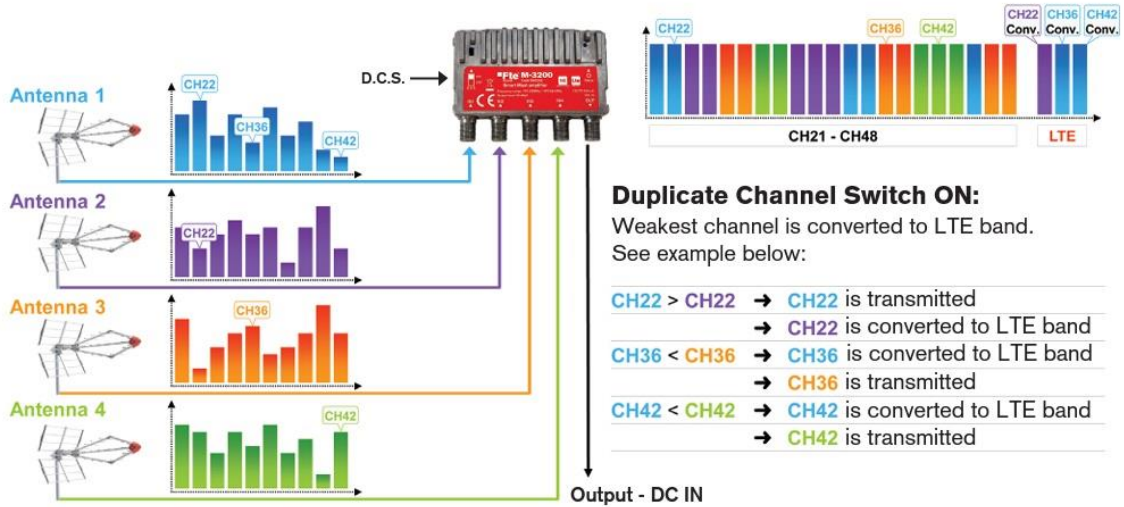 CH22
CH36
CH42
CH22 Conv.
CH36 Conv.
CH42 Conv.
CH21 - CH48
LTE
D.C.S.
Fte M-3200
Antenna 1
CH22
CH36
CH42
Antenna 2
CH22
Antenna 3
CH36
Antenna 4
CH42
Output - DC IN
Duplicate Channel Switch ON:
Weakest channel is converted to LTE band.
See example below:
CH22 > CH22 → CH22 is transmitted
→ CH22 is converted to LTE band
CH36 < CH36 → CH36 is converted to LTE band
→ CH36 is transmitted
CH42 < CH42 → CH42 is converted to LTE band
→ CH42 is transmitted